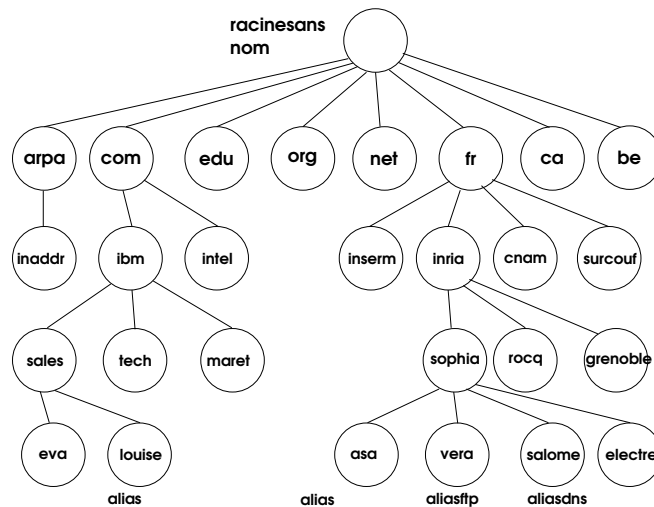 racinesans
nom
arpa com edu org net fr ca be
inaddr ibm intel inserm inria cnam surcouf
sales tech maret sophia rocq grenoble
eva louise asa vera salome electre
alias alias aliasftp aliasdns